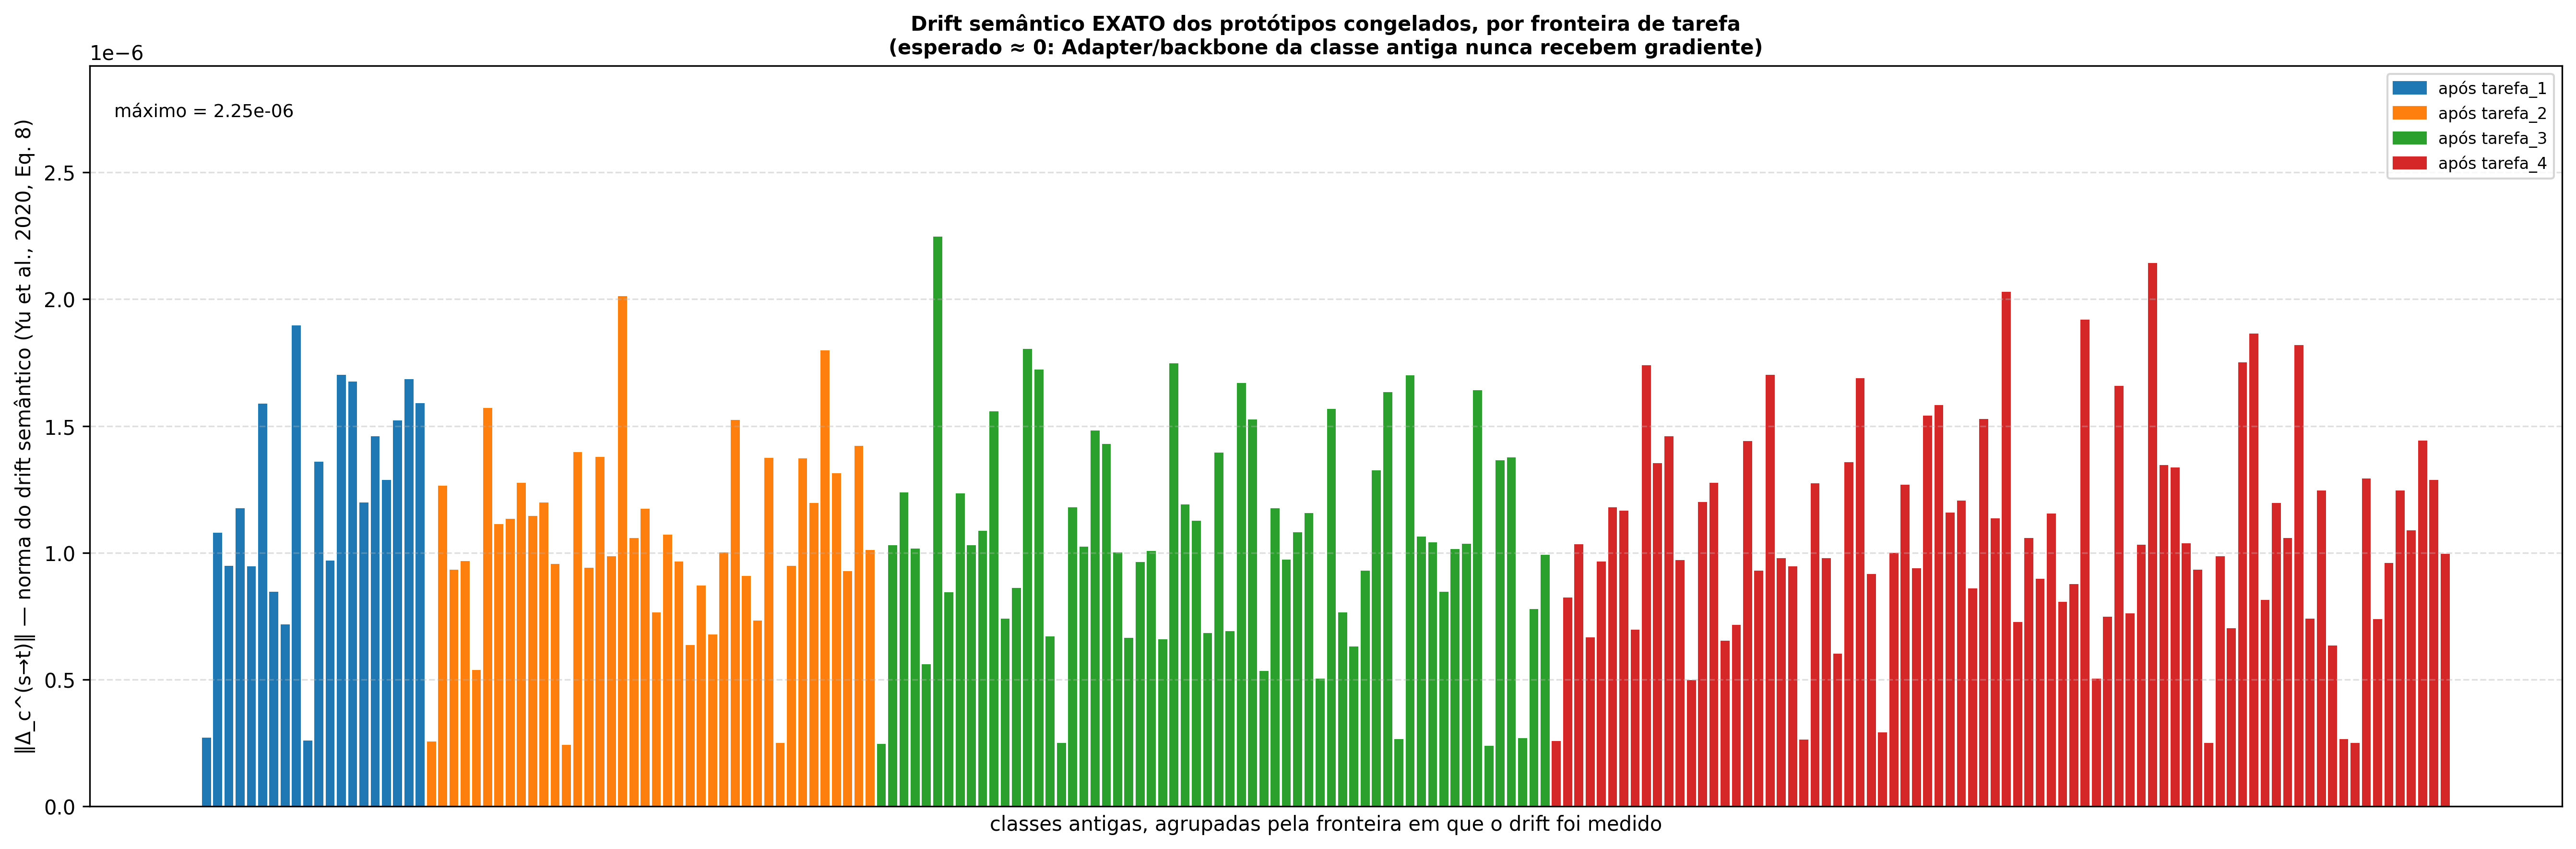 Drift semântico EXATO dos protótipos congelados, por fronteira de tarefa
(esperado ≈ 0: Adapter/backbone da classe antiga nunca recebem gradiente)
1e−6
máximo = 2.25e-06
após tarefa_1
após tarefa_2
após tarefa_3
após tarefa_4
2.5
2.0
1.5
1.0
0.5
0.0
‖Δ_c^(s→t)‖ — norma do drift semântico (Yu et al., 2020, Eq. 8)
classes antigas, agrupadas pela fronteira em que o drift foi medido